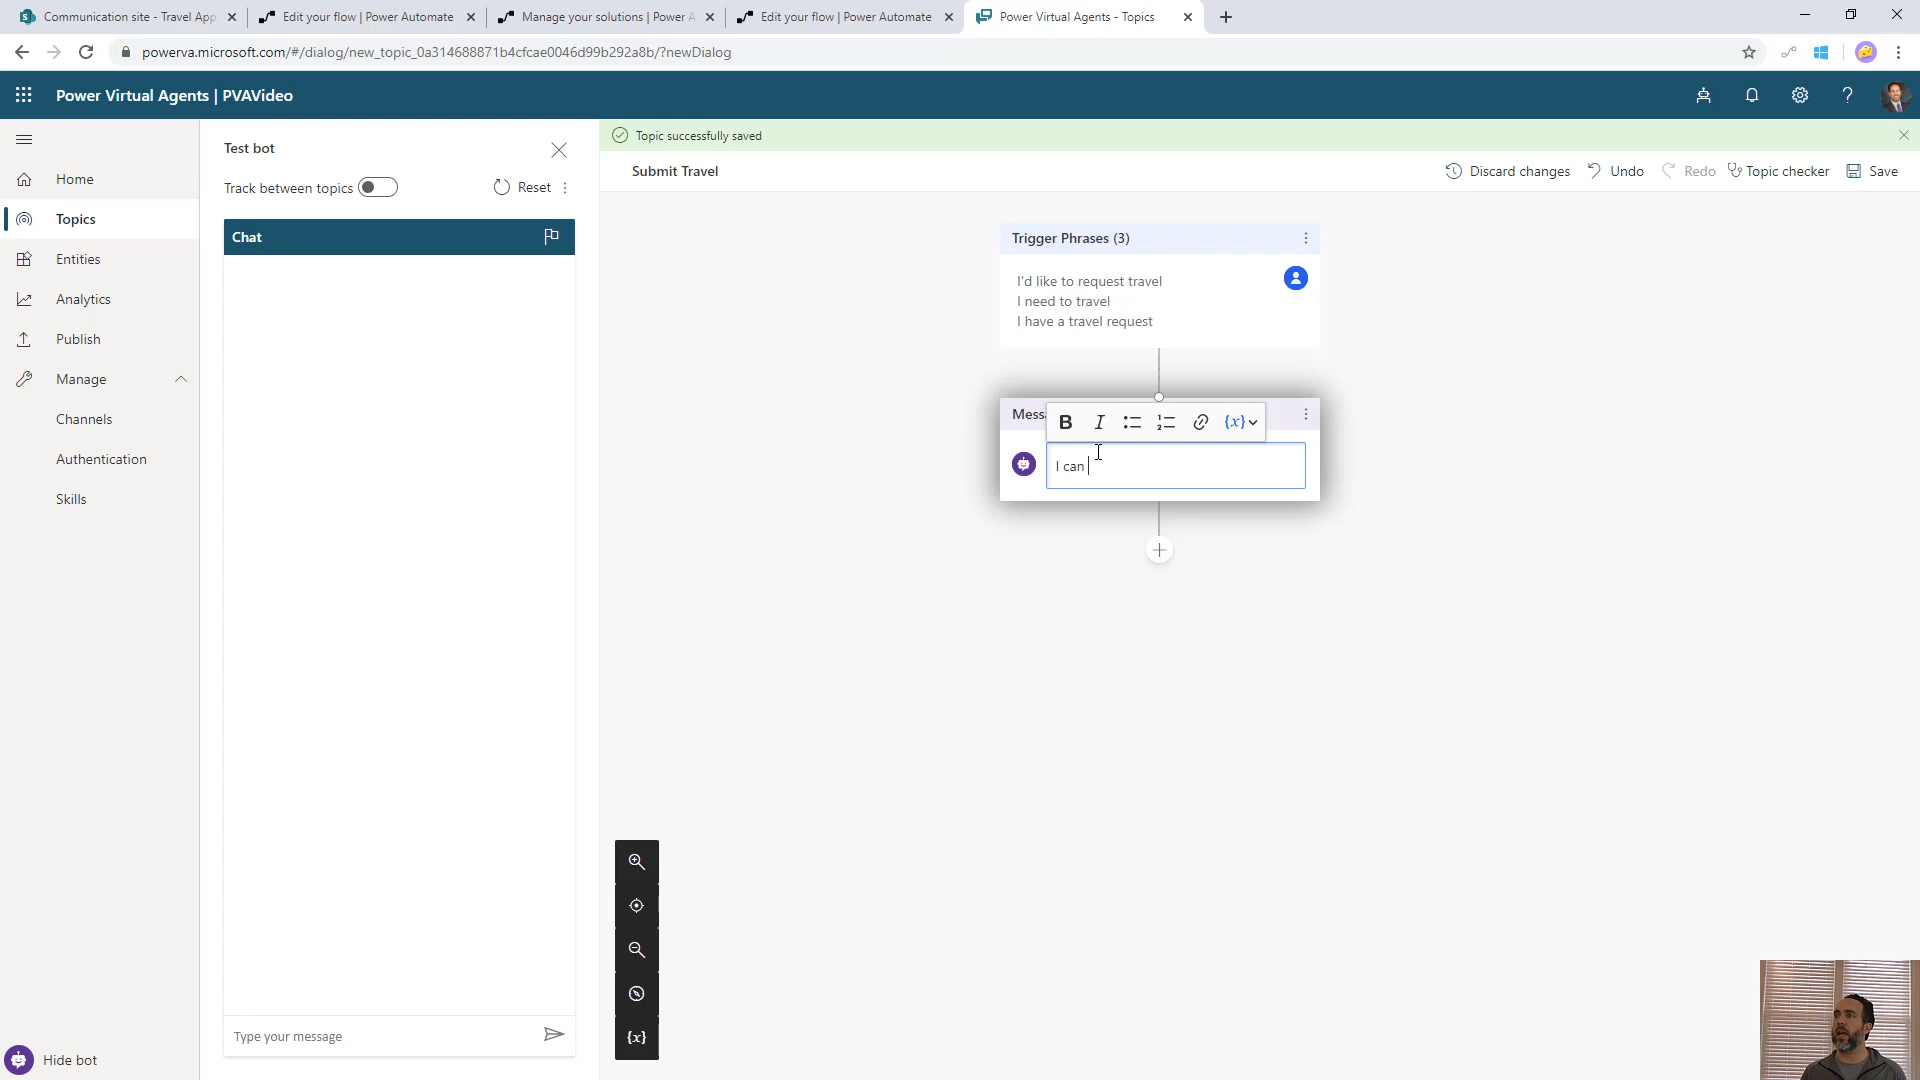 Communication site - Travel App
Edit your flow | Power Automate
Manage your solutions | Power A
Edit your flow | Power Automate
Power Virtual Agents - Topics
powerva.microsoft.com/#/dialog/new_topic_0a314688871b4cfcae0046d99b292a8b/?newDialog
Power Virtual Agents | PVAVideo
Home
Topics
Entities
Analytics
Publish
Manage
Channels
Authentication
Skills
Hide bot
Test bot
Track between topics
Reset
Chat
Type your message
Topic successfully saved
Submit Travel
Discard changes
Undo
Redo
Topic checker
Save
Trigger Phrases (3)
I'd like to request travel
I need to travel
I have a travel request
Mess
B I {x}
I can
{x}